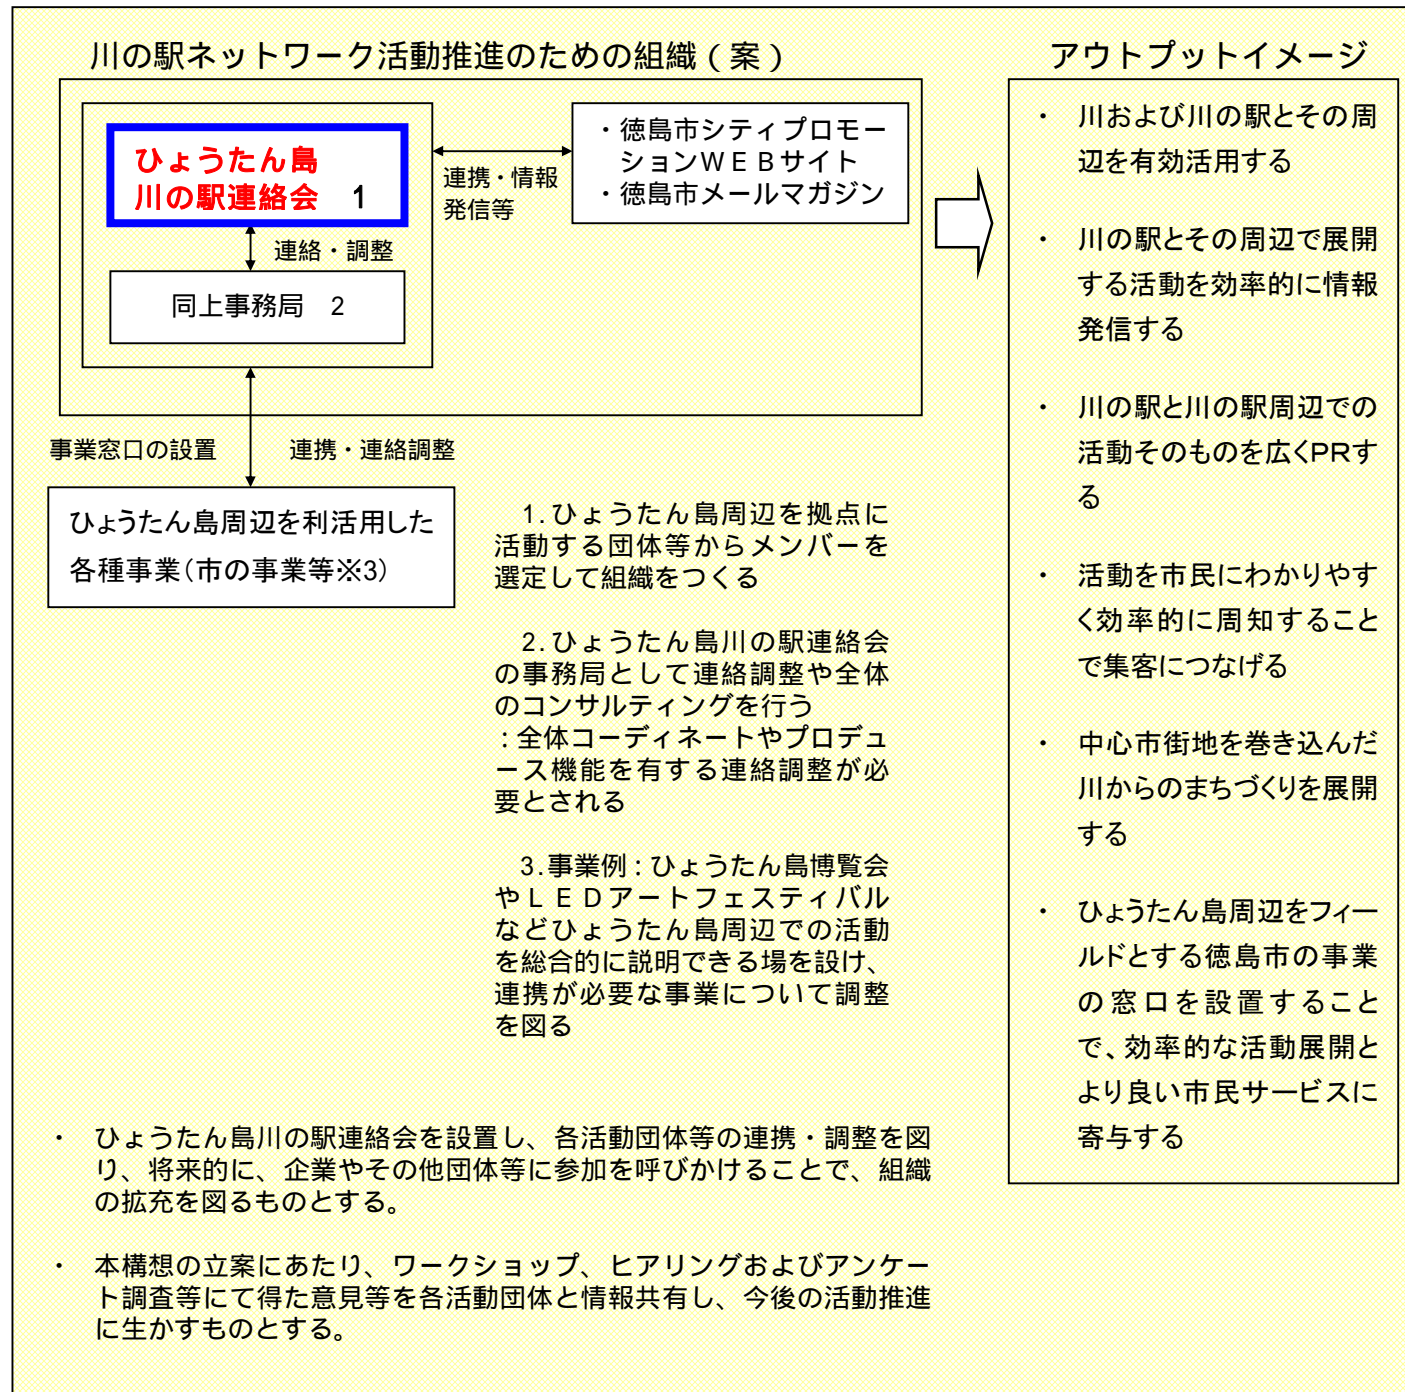 川の駅ネットワーク活動推進のための組織（案）
ひょうたん島
川の駅連絡会　1
連絡・調整
同上事務局　2
連携・情報
発信等
・徳島市シティプロモー
ションＷＥＢサイト
・徳島市メールマガジン
事業窓口の設置
連携・連絡調整
ひょうたん島周辺を利活用した
各種事業（市の事業等※3）
1.ひょうたん島周辺を拠点に
活動する団体等からメンバーを
選定して組織をつくる
2.ひょうたん島川の駅連絡会
の事務局として連絡調整や全体
のコンサルティングを行う
：全体コーディネートやプロデュ
ース機能を有する連絡調整が必
要とされる
3.事業例：ひょうたん島博覧会
やＬＥＤアートフェスティバル
などひょうたん島周辺での活動
を総合的に説明できる場を設け、
連携が必要な事業について調整
を図る
アウトプットイメージ
・　川および川の駅とその周
辺を有効活用する
・　川の駅とその周辺で展開
する活動を効率的に情報
発信する
・　川の駅と川の駅周辺での
活動そのものを広くPRす
る
・　活動を市民にわかりやす
く効率的に周知すること
で集客につなげる
・　中心市街地を巻き込んだ
川からのまちづくりを展開
する
・　ひょうたん島周辺をフィー
ルドとする徳島市の事業
の窓口を設置すること
で、効率的な活動展開と
より良い市民サービスに
寄与する
・　ひょうたん島川の駅連絡会を設置し、各活動団体等の連携・調整を図
り、将来的に、企業やその他団体等に参加を呼びかけることで、組織
の拡充を図るものとする。
・　本構想の立案にあたり、ワークショップ、ヒアリングおよびアンケー
ト調査等にて得た意見等を各活動団体と情報共有し、今後の活動推進
に生かすものとする。